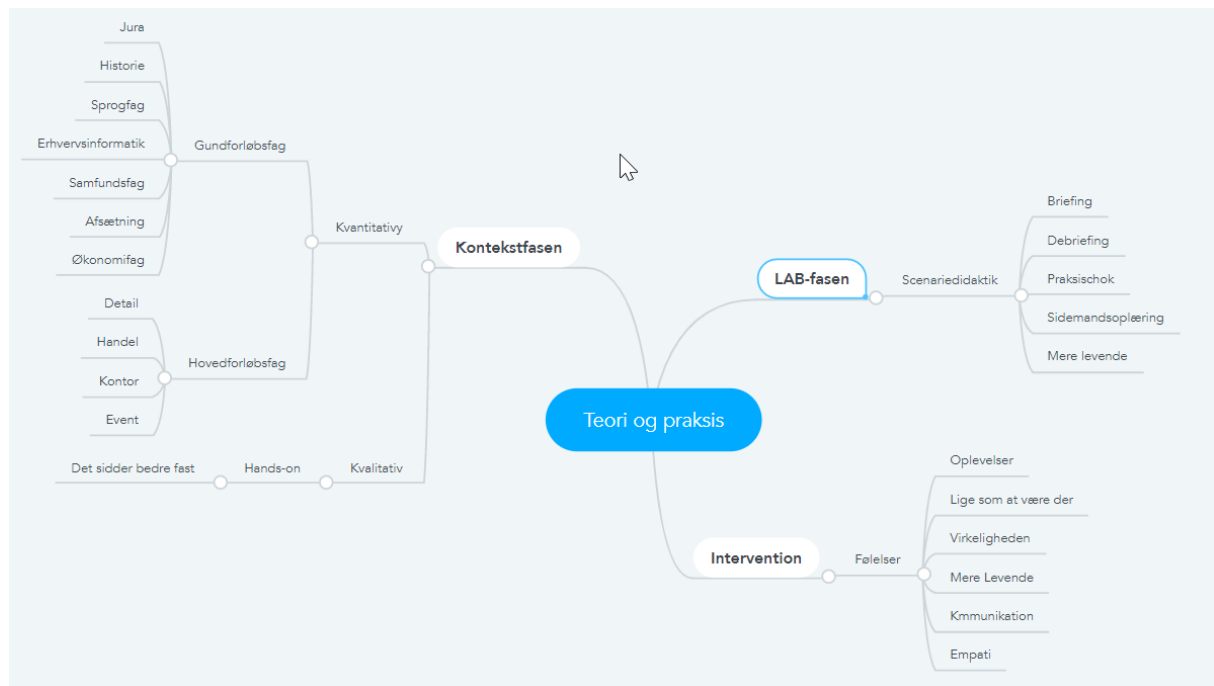 Jura
Historie
Sprogfag
Erhvervsinformatik
Samfundsfag
Afsætning
Økonomifag
Gundforløbsfag
Detail
Handel
Kontor
Event
Hovedforløbsfag
Kvantitativy
Det sidder bedre fast
Hands-on
Kvalitativ
Kontekstfasen
Teori og praksis
LAB-fasen
Scenariedidaktik
Briefing
Debriefing
Praksischok
Sidemandsoplæring
Mere levende
Intervention
Følelser
Oplevelser
Lige som at være der
Virkeligheden
Mere Levende
Kmmunikation
Empati